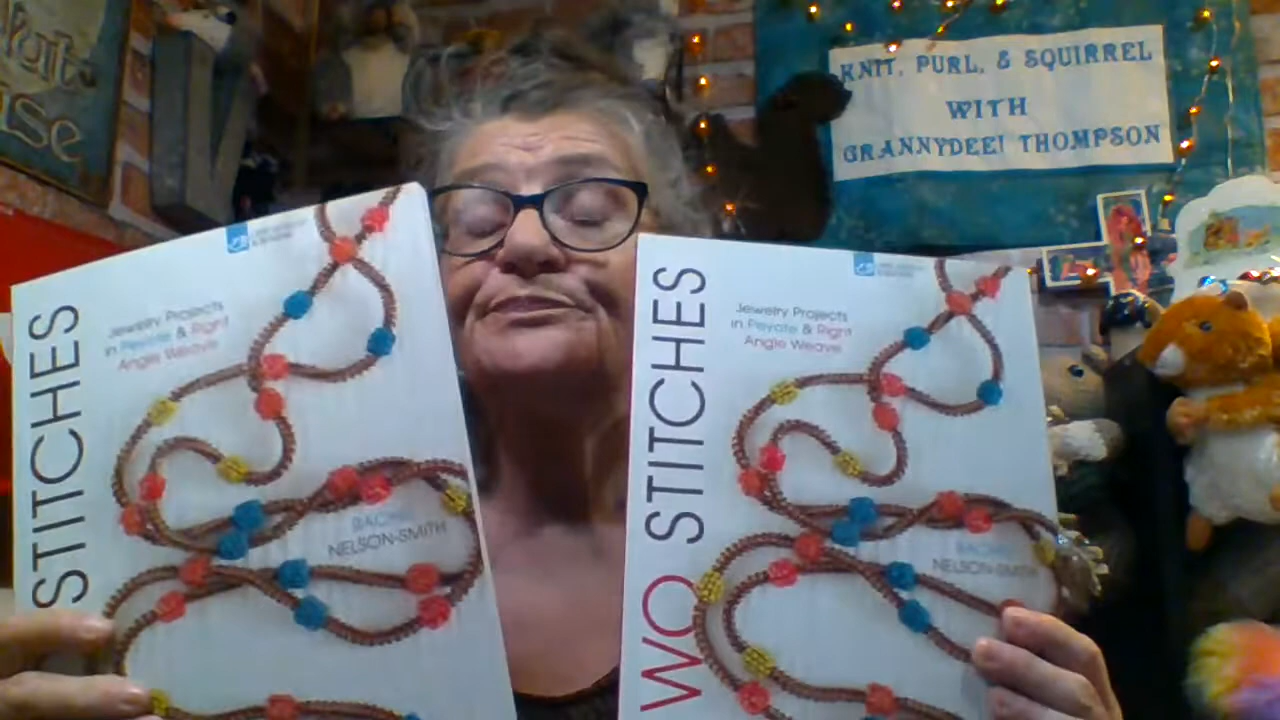 KNIT, PURL, & SQUIRREL
WITH
GRANNYDEE! THOMPSON
STITCHES
Jewelry Projects
in Peyote & Right
Angle Weave
NELSON-SMITH
WO STITCHES
Jewelry Projects
in Peyote & Right
Angle Weave
NELSON-SMITH